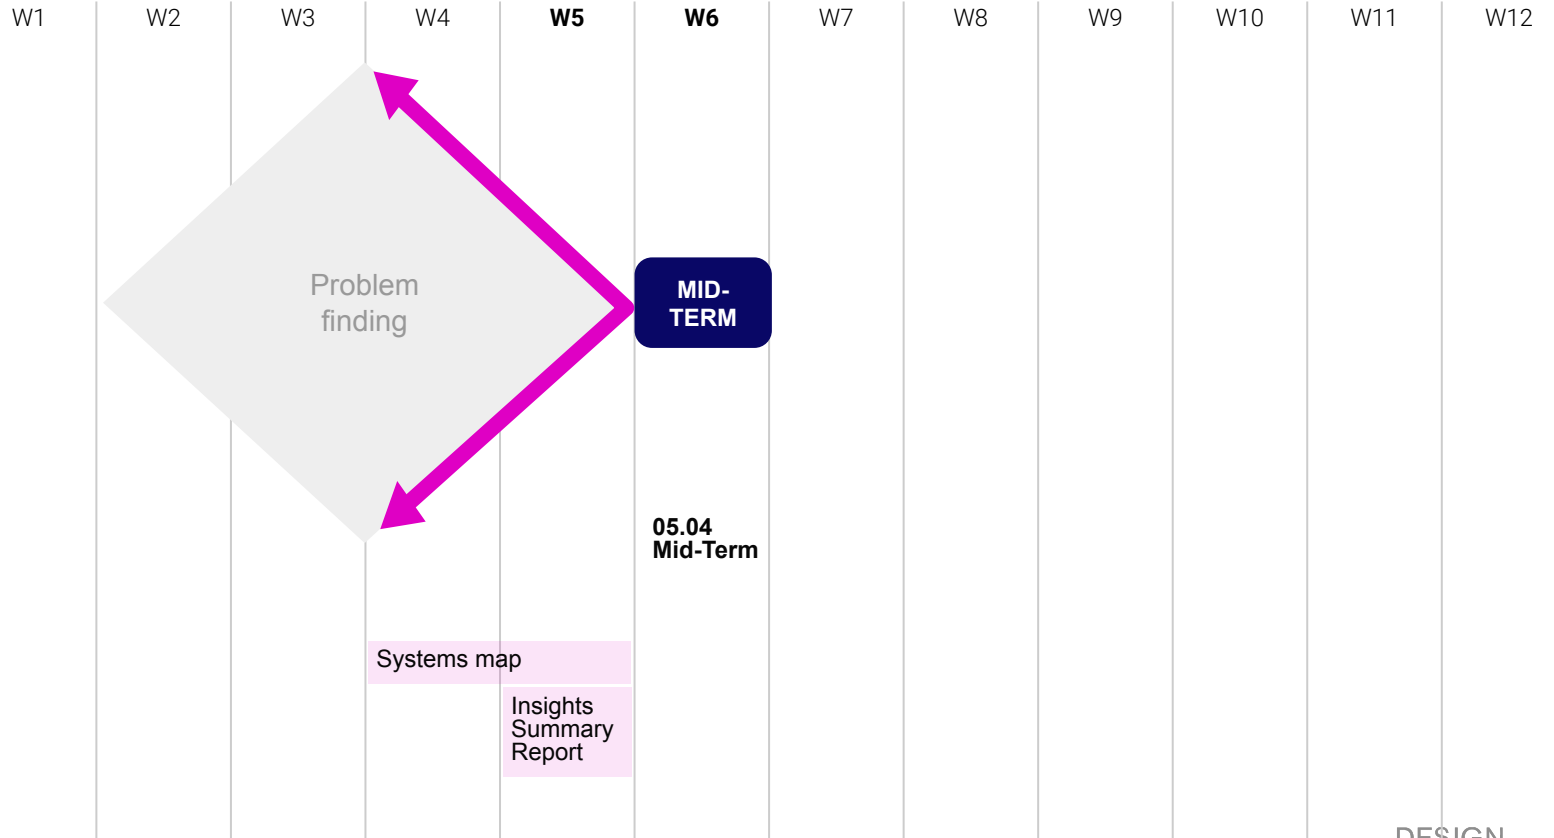 W1 W2 W3 W4 W5 W6 W7 W8 W9 W10 W11 W12
Problem
finding
MID-
TERM
05.04
Mid-Term
Systems map
Insights
Summary
Report
DESIGN